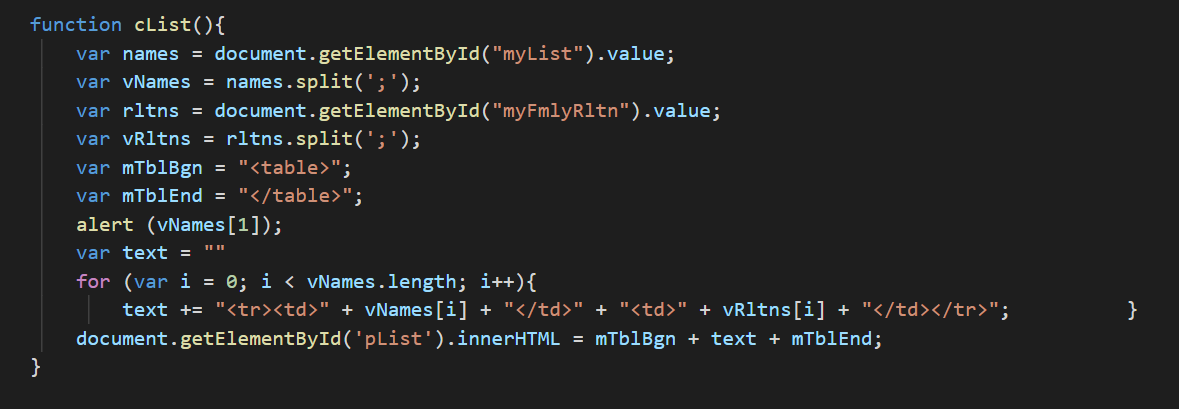 function cList(){
    var names = document.getElementById("myList").value;
    var vNames = names.split(';');
    var rltns = document.getElementById("myFmlyRltn").value;
    var vRltns = rltns.split(';');
    var mTblBgn = "<table>";
    var mTblEnd = "</table>";
    alert (vNames[1]);
    var text = ""
    for (var i = 0; i < vNames.length; i++){
        text += "<tr><td>" + vNames[i] + "</td>" + "<td>" + vRltns[i] + "</td></tr>";          }
    document.getElementById('pList').innerHTML = mTblBgn + text + mTblEnd;
}